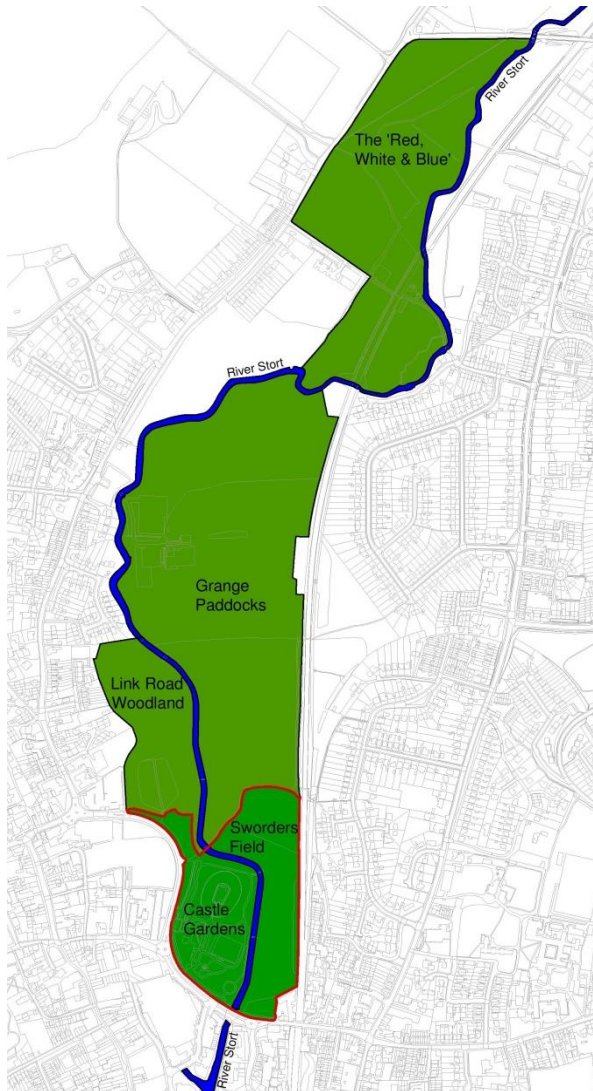 River Stort
The 'Red,
White & Blue'
River Stort
Grange
Paddocks
Link Road
Woodland
Sworders
Field
Castle
Gardens
River Stort